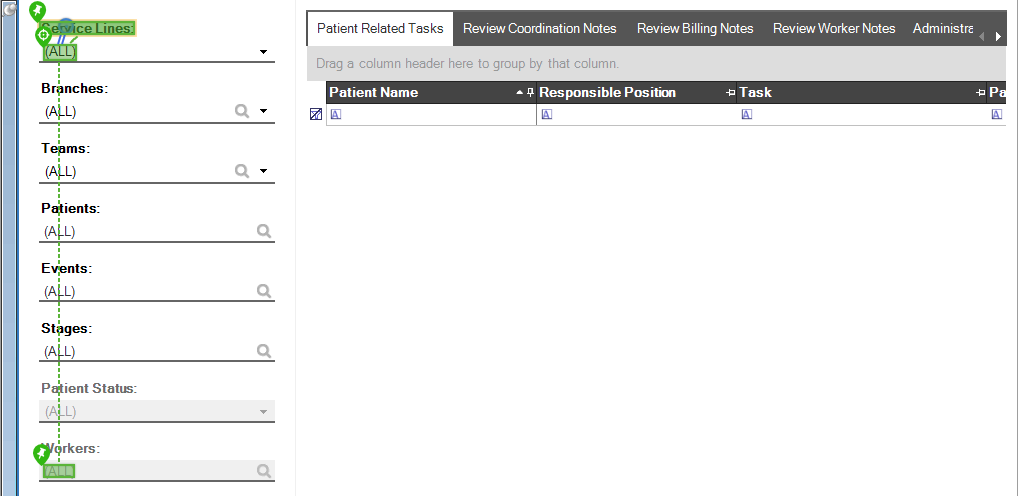 Service Lines:
(ALL)
Branches:
(ALL)
Teams:
(ALL)
Patients:
(ALL)
Events:
(ALL)
Stages:
(ALL)
Patient Status:
(ALL)
Workers:
(ALL)
Patient Related Tasks Review Coordination Notes Review Billing Notes Review Worker Notes Administra
Drag a column header here to group by that column.
Patient Name Responsible Position Task Pa
A A A A